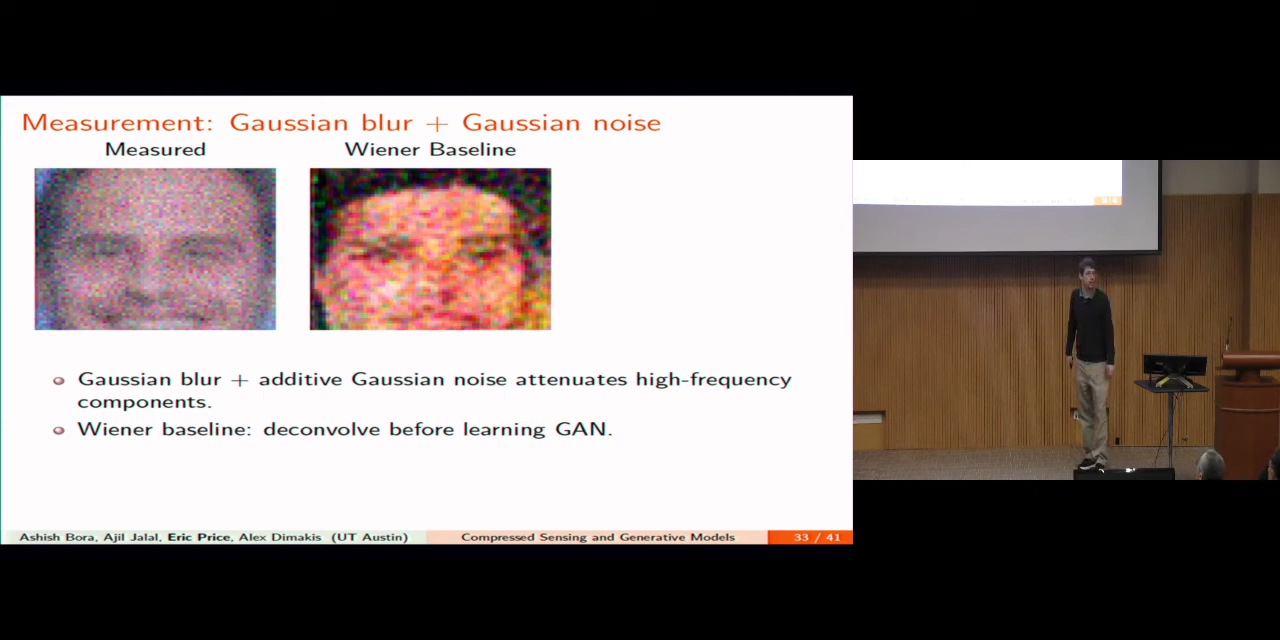 Measurement: Gaussian blur + Gaussian noise
Measured
Wiener Baseline
Gaussian blur + additive Gaussian noise attenuates high-frequency
components.
Wiener baseline: deconvolve before learning GAN.
Ashish Bora, Ajil Jalal, Eric Price, Alex Dimakis (UT Austin)
Compressed Sensing and Generative Models
33 / 41